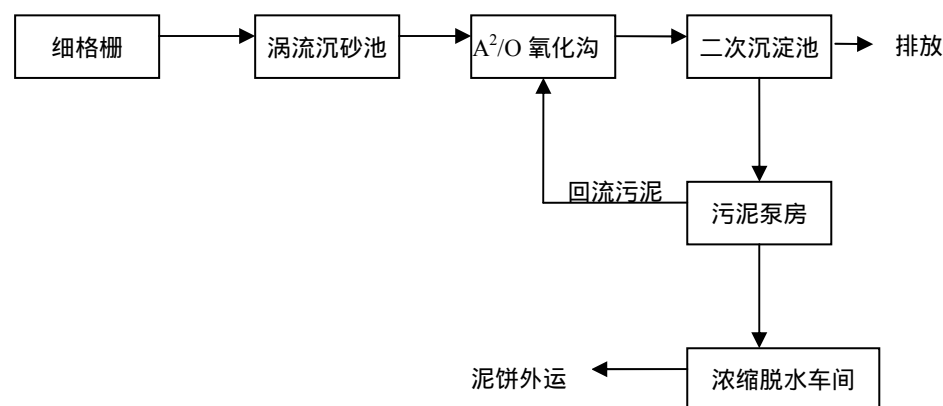 细格栅
涡流沉砂池
A²/O 氧化沟
二次沉淀池
排放
回流污泥
污泥泵房
泥饼外运
浓缩脱水车间